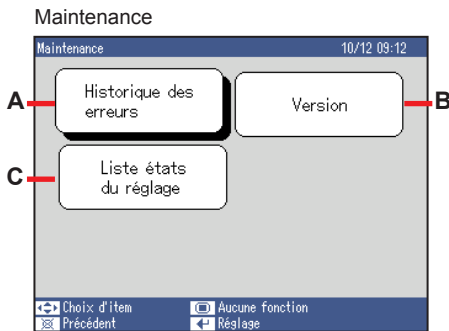 Maintenance
Maintenance 10/12 09:12
A
Historique des
erreurs
Version
B
C
Liste états
du réglage
Choix d'item Aucune fonction
Précédent Réglage